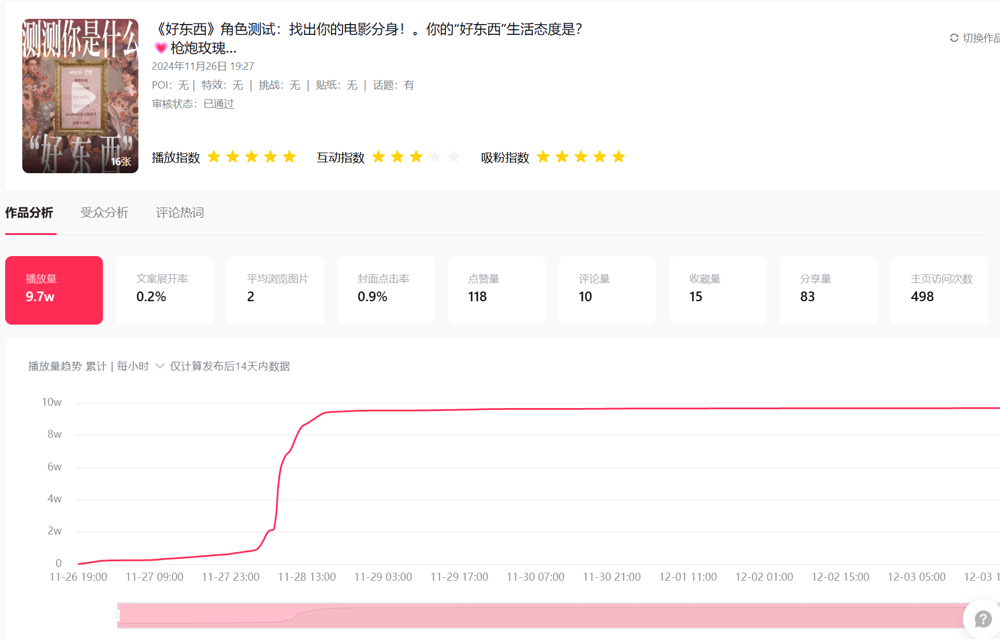 测测你是什么
“好东西”
16张
《好东西》角色测试：找出你的电影分身！。你的“好东西”生活态度是？
💗枪炮玫瑰...
2024年11月26日 19:27
POI：无 | 特效：无 | 挑战：无 | 贴纸：无 | 话题：有
审核状态：已通过
切换作品
播放指数 互动指数 吸粉指数
作品分析 受众分析 评论热词
播放量 文案展开率 平均浏览图片 封面点击率 点赞量 评论量 收藏量 分享量 主页访问次数
9.7w 0.2% 2 0.9% 118 10 15 83 498
播放量趋势 累计 | 每小时 仅计算发布后14天内数据
10w
8w
6w
4w
2w
0
11-26 19:00 11-27 09:00 11-27 23:00 11-28 13:00 11-29 03:00 11-29 17:00 11-30 07:00 11-30 21:00 12-01 11:00 12-02 01:00 12-02 15:00 12-03 05:00 12-03 1